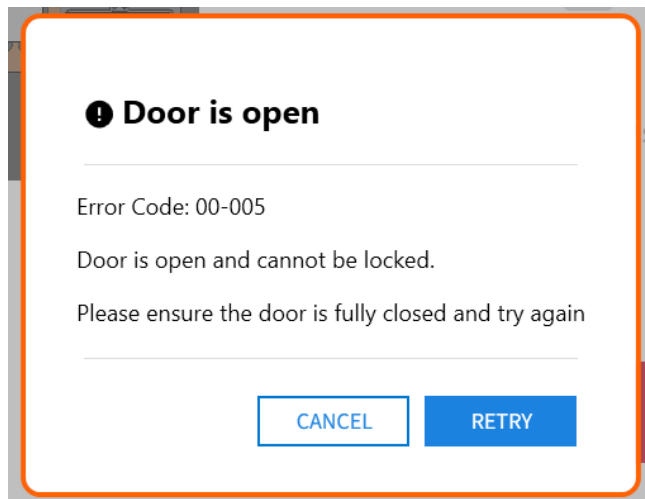 Door is open
Error Code: 00-005
Door is open and cannot be locked.
Please ensure the door is fully closed and try again
CANCEL
RETRY